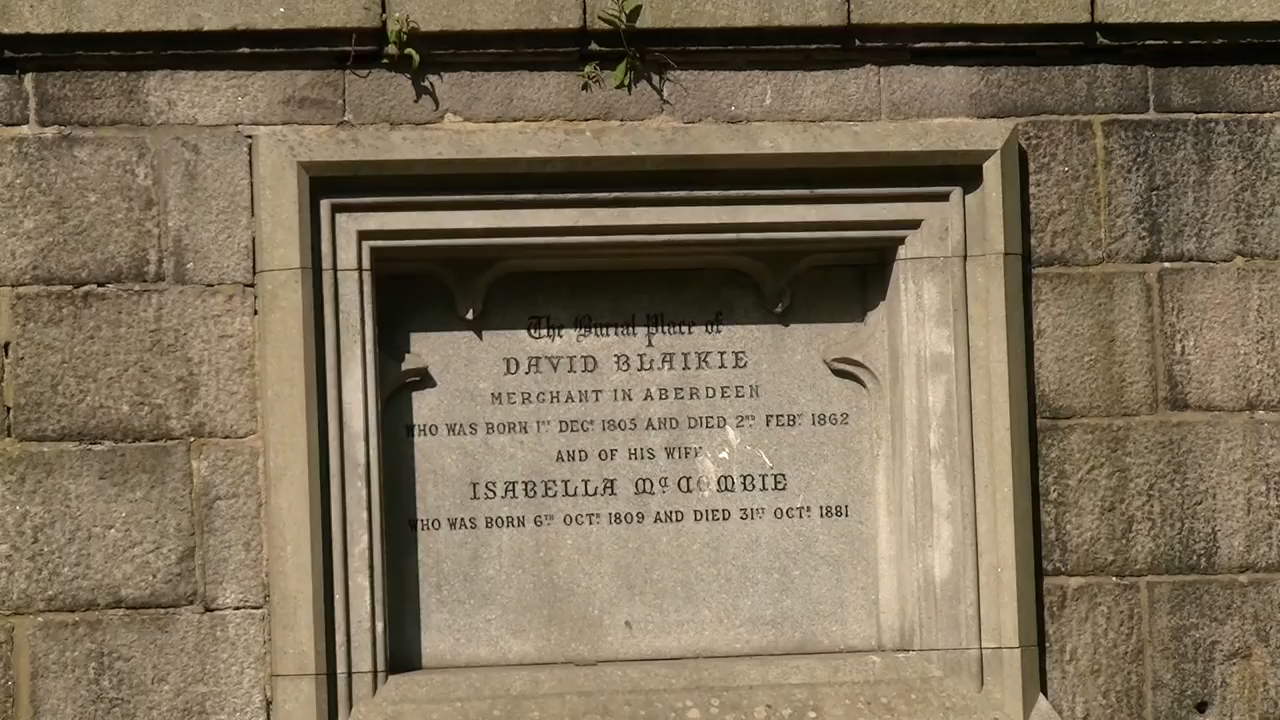 The Burial Place of
DAVID BLAIKIE
MERCHANT IN ABERDEEN
WHO WAS BORN 1ST DECR 1805 AND DIED 2ND FEBY 1862
AND OF HIS WIFE
ISABELLA MCCOMBIE
WHO WAS BORN 6TH OCTR 1809 AND DIED 31ST OCTR 1881